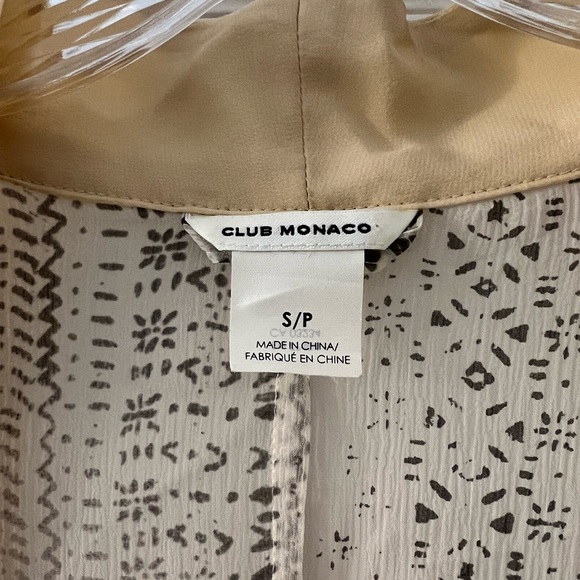 CLUB MONACO
S/P
MADE IN CHINA/
FABRIQUÉ EN CHINE